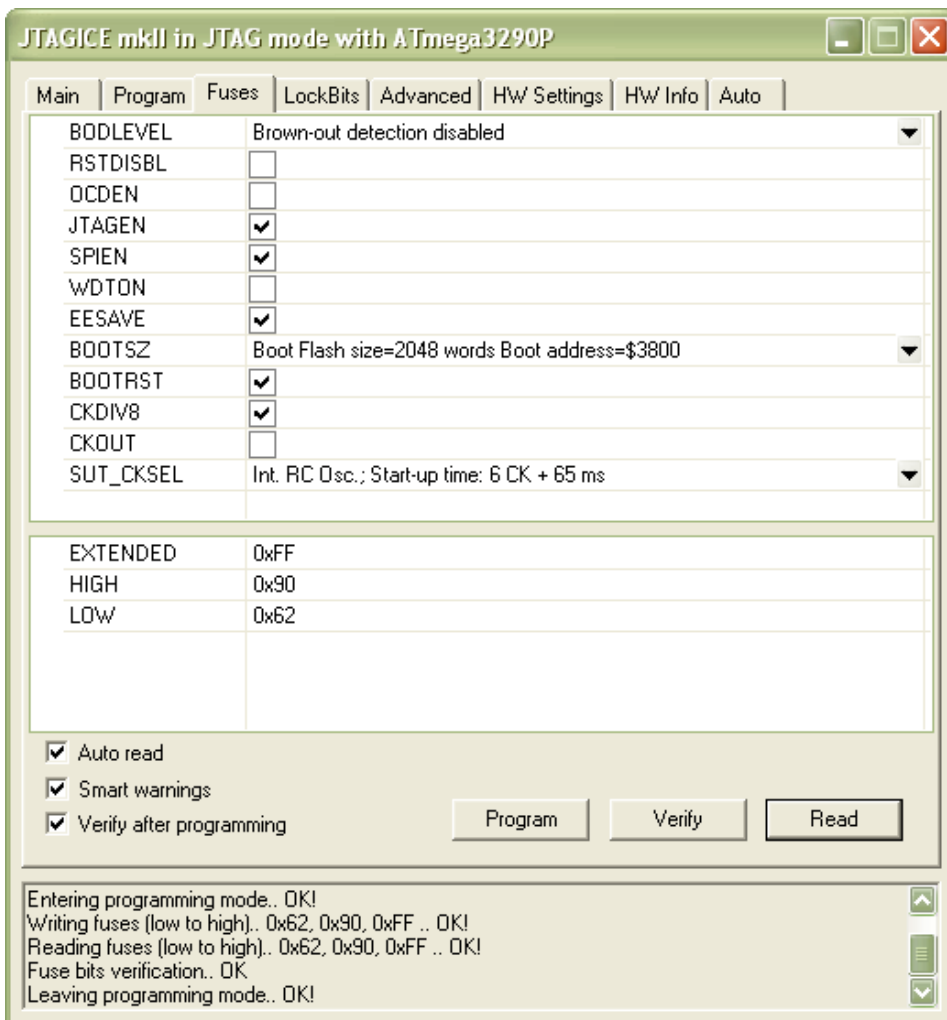 JTAGICE mkII in JTAG mode with ATmega3290P
Main Program Fuses LockBits Advanced HW Settings HW Info Auto
BODLEVEL Brown-out detection disabled
RSTDISBL
OCDEN
JTAGEN
SPIEN
WDTON
EESAVE
BOOTSZ Boot Flash size=2048 words Boot address=$3800
BOOTRST
CKDIV8
CKOUT
SUT_CKSEL Int. RC Osc.; Start-up time: 6 CK + 65 ms
EXTENDED 0xFF
HIGH 0x90
LOW 0x62
Auto read
Smart warnings
Verify after programming
Program Verify Read
Entering programming mode.. OK!
Writing fuses (low to high).. 0x62, 0x90, 0xFF .. OK!
Reading fuses (low to high).. 0x62, 0x90, 0xFF .. OK!
Fuse bits verification.. OK
Leaving programming mode.. OK!